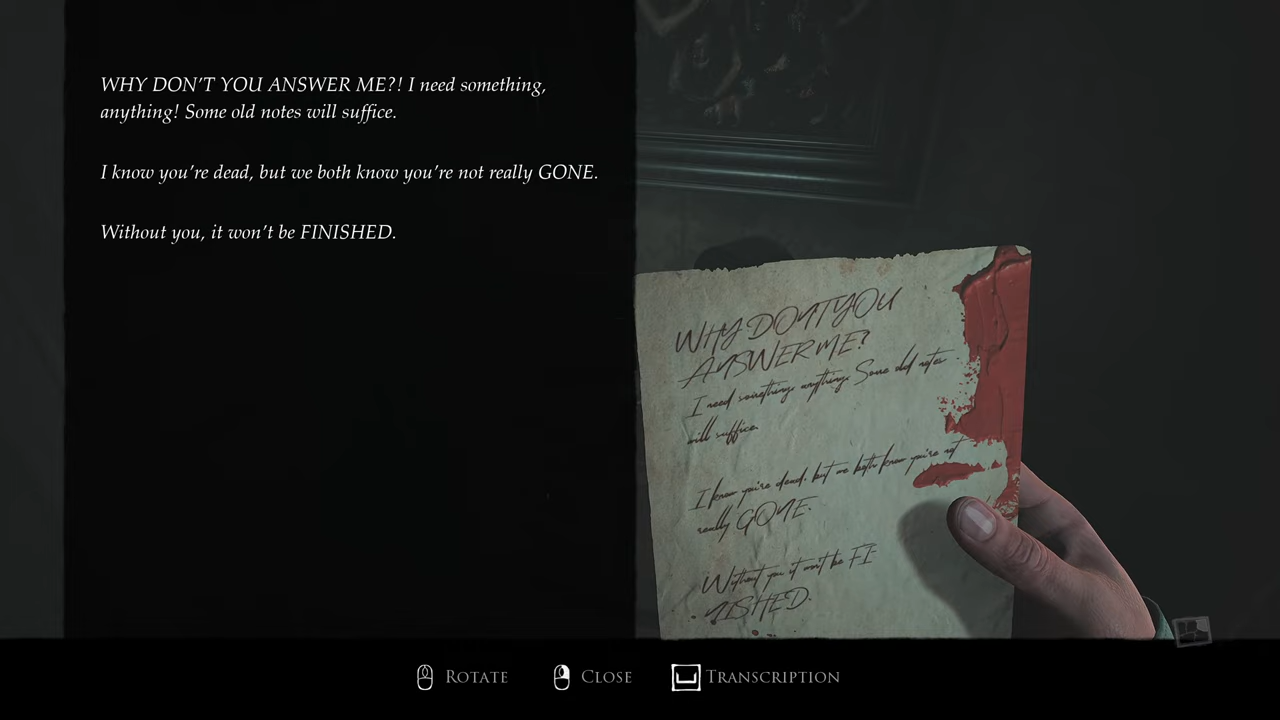 WHY DON'T YOU ANSWER ME?! I need something,
anything! Some old notes will suffice.
I know you're dead, but we both know you're not really GONE.
Without you, it won't be FINISHED.
WHY DONT YOU
ANSWER ME?
I need something, anything. Some old notes
will suffice.
I know you're dead, but we both know you're not
really GONE.
Without you it won't be FI-
NISHED.
ROTATE
CLOSE
TRANSCRIPTION